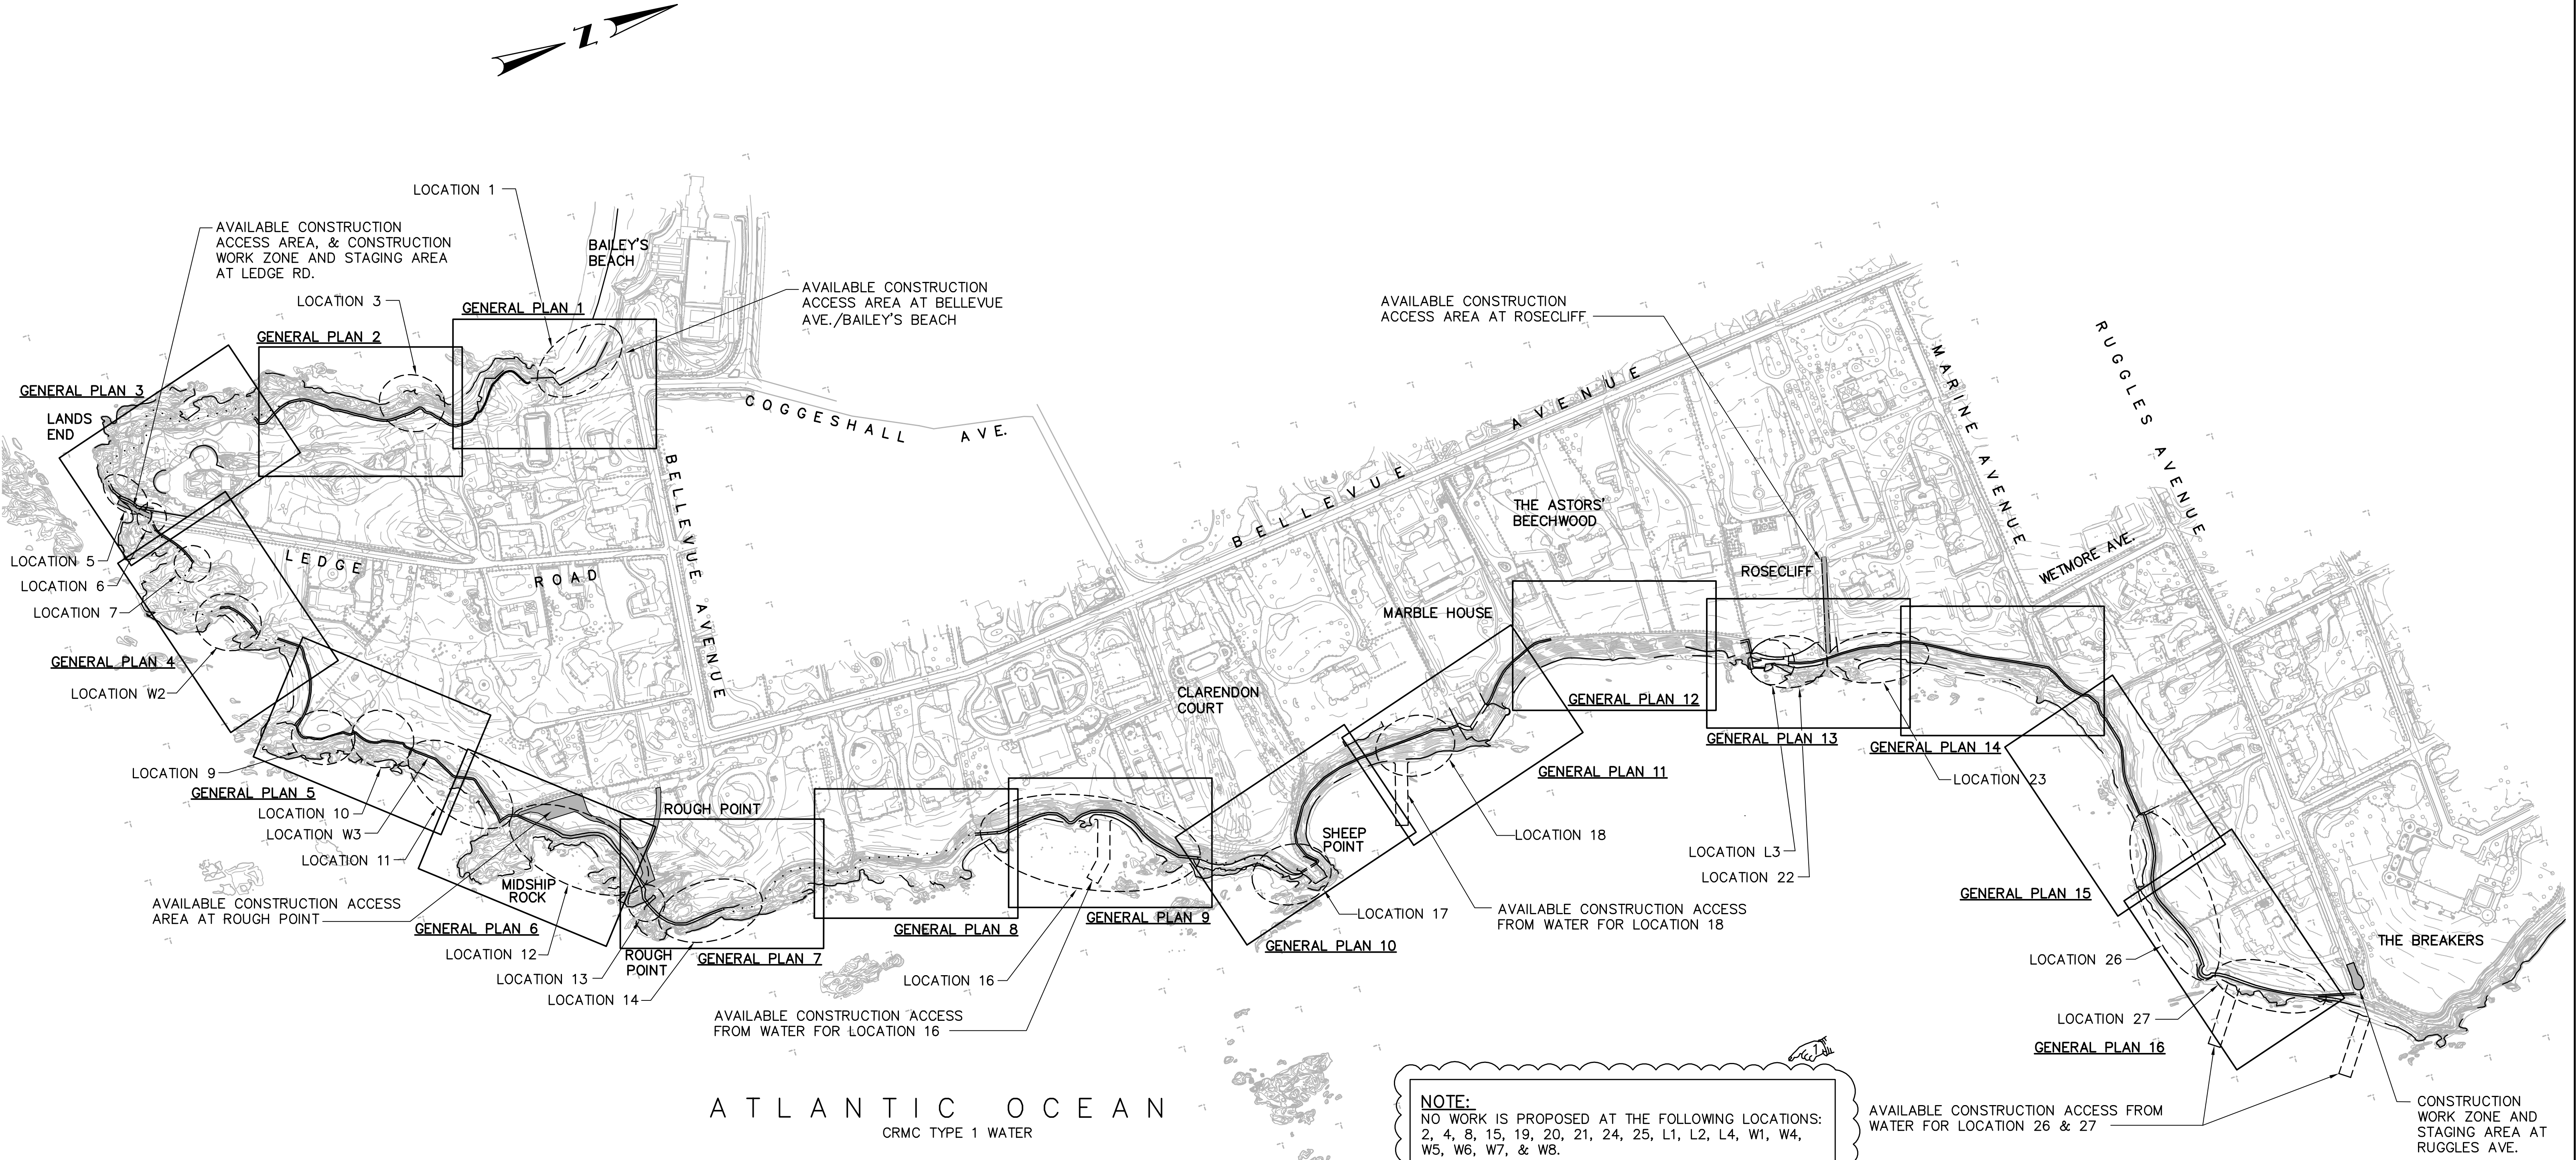 N
LOCATION 1
AVAILABLE CONSTRUCTION
ACCESS AREA, & CONSTRUCTION
WORK ZONE AND STAGING AREA
AT LEDGE RD.
BAILEY'S
BEACH
LOCATION 3
GENERAL PLAN 1
AVAILABLE CONSTRUCTION
ACCESS AREA AT BELLEVUE
AVE./BAILEY'S BEACH
AVAILABLE CONSTRUCTION
ACCESS AREA AT ROSECLIFF
GENERAL PLAN 2
GENERAL PLAN 3
LANDS
END
COGGESHALL AVE.
BELLEVUE AVENUE
BELLEVUE AVENUE
MARINE AVENUE
RUGGLES AVENUE
WETMORE AVE.
THE ASTORS'
BEECHWOOD
ROSECLIFF
MARBLE HOUSE
LOCATION 5
LOCATION 6
LOCATION 7
LEDGE ROAD
GENERAL PLAN 4
LOCATION W2
CLARENDON
COURT
GENERAL PLAN 12
GENERAL PLAN 13
GENERAL PLAN 14
LOCATION 23
GENERAL PLAN 11
LOCATION 9
GENERAL PLAN 5
LOCATION 10
LOCATION W3
LOCATION 11
ROUGH POINT
SHEEP
POINT
LOCATION 18
LOCATION L3
LOCATION 22
MIDSHIP
ROCK
AVAILABLE CONSTRUCTION ACCESS
AREA AT ROUGH POINT
GENERAL PLAN 6
LOCATION 12
LOCATION 13
LOCATION 14
ROUGH
POINT
GENERAL PLAN 7
GENERAL PLAN 8
GENERAL PLAN 9
LOCATION 16
AVAILABLE CONSTRUCTION ACCESS
FROM WATER FOR LOCATION 16
LOCATION 17
GENERAL PLAN 10
AVAILABLE CONSTRUCTION ACCESS
FROM WATER FOR LOCATION 18
GENERAL PLAN 15
THE BREAKERS
LOCATION 26
LOCATION 27
GENERAL PLAN 16
ATLANTIC OCEAN
CRMC TYPE 1 WATER
1
NOTE:
NO WORK IS PROPOSED AT THE FOLLOWING LOCATIONS:
2, 4, 8, 15, 19, 20, 21, 24, 25, L1, L2, L4, W1, W4,
W5, W6, W7, & W8.
AVAILABLE CONSTRUCTION ACCESS FROM
WATER FOR LOCATION 26 & 27
CONSTRUCTION
WORK ZONE AND
STAGING AREA AT
RUGGLES AVE.